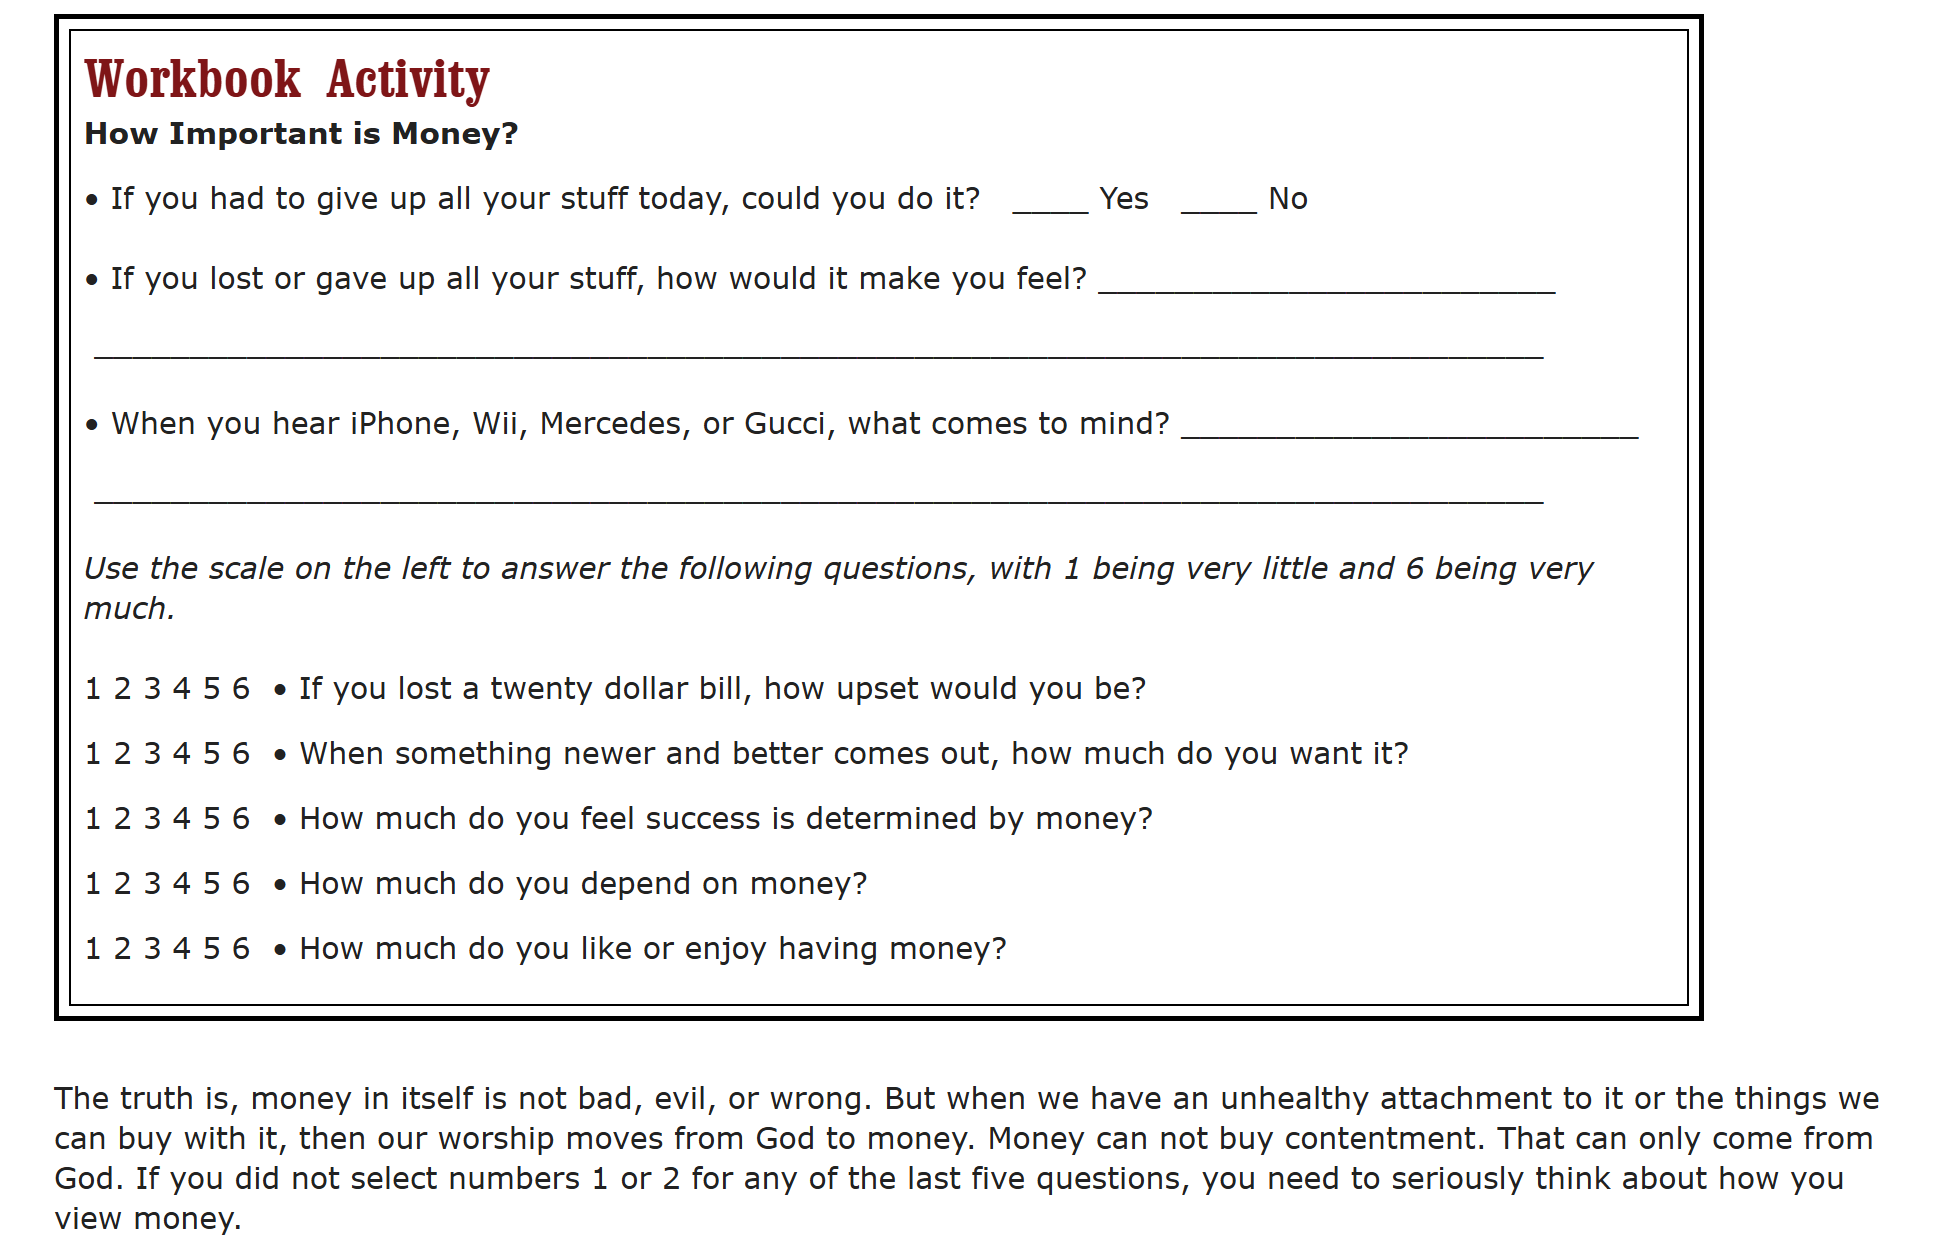 Workbook Activity
How Important is Money?
• If you had to give up all your stuff today, could you do it? ____ Yes ____ No
• If you lost or gave up all your stuff, how would it make you feel? ________________________
____________________________________________________________________________
• When you hear iPhone, Wii, Mercedes, or Gucci, what comes to mind? ________________________
____________________________________________________________________________
Use the scale on the left to answer the following questions, with 1 being very little and 6 being very
much.
1 2 3 4 5 6 • If you lost a twenty dollar bill, how upset would you be?
1 2 3 4 5 6 • When something newer and better comes out, how much do you want it?
1 2 3 4 5 6 • How much do you feel success is determined by money?
1 2 3 4 5 6 • How much do you depend on money?
1 2 3 4 5 6 • How much do you like or enjoy having money?
The truth is, money in itself is not bad, evil, or wrong. But when we have an unhealthy attachment to it or the things we
can buy with it, then our worship moves from God to money. Money can not buy contentment. That can only come from
God. If you did not select numbers 1 or 2 for any of the last five questions, you need to seriously think about how you
view money.